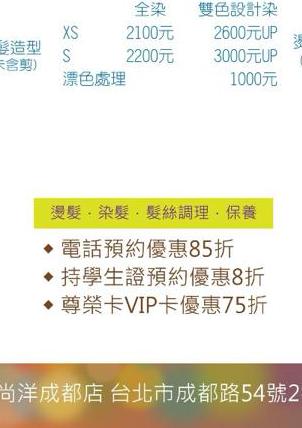 全染 雙色設計染
XS 2100元 2600元UP
髮造型 S 2200元 3000元UP
未含剪)
漂色處理 1000元
燙髮．染髮．髮絲調理．保養
◆ 電話預約優惠85折
◆ 持學生證預約優惠8折
◆ 尊榮卡VIP卡優惠75折
尚洋成都店 台北市成都路54號2